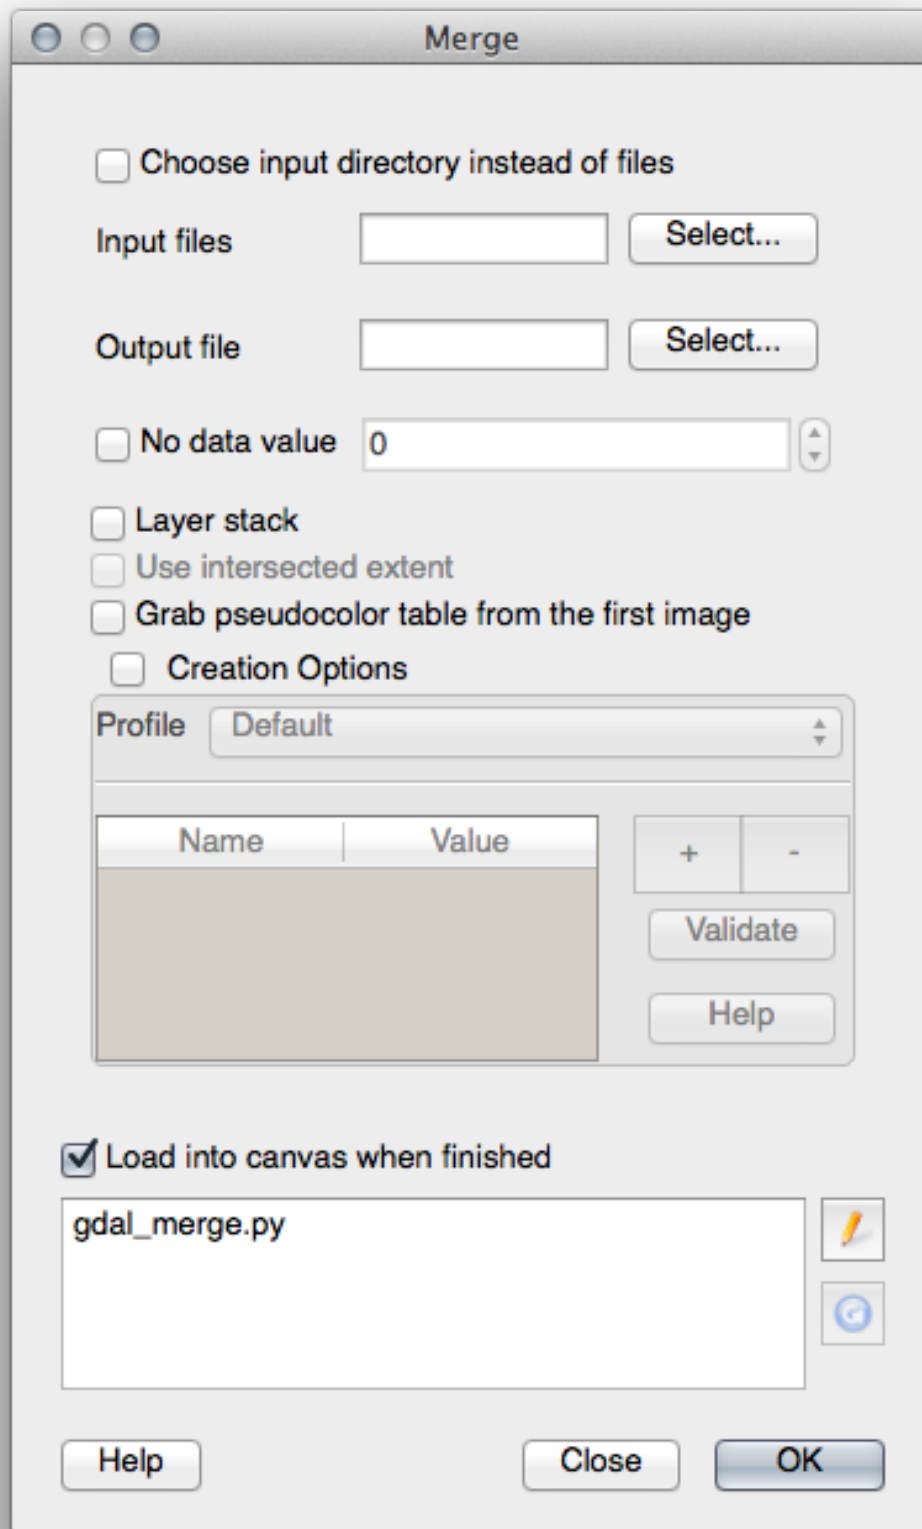 Merge
Choose input directory instead of files
Input files Select...
Output file Select...
No data value 0
Layer stack
Use intersected extent
Grab pseudocolor table from the first image
Creation Options
Profile Default
Name Value + -
Validate
Help
Load into canvas when finished
gdal_merge.py
Help Close OK